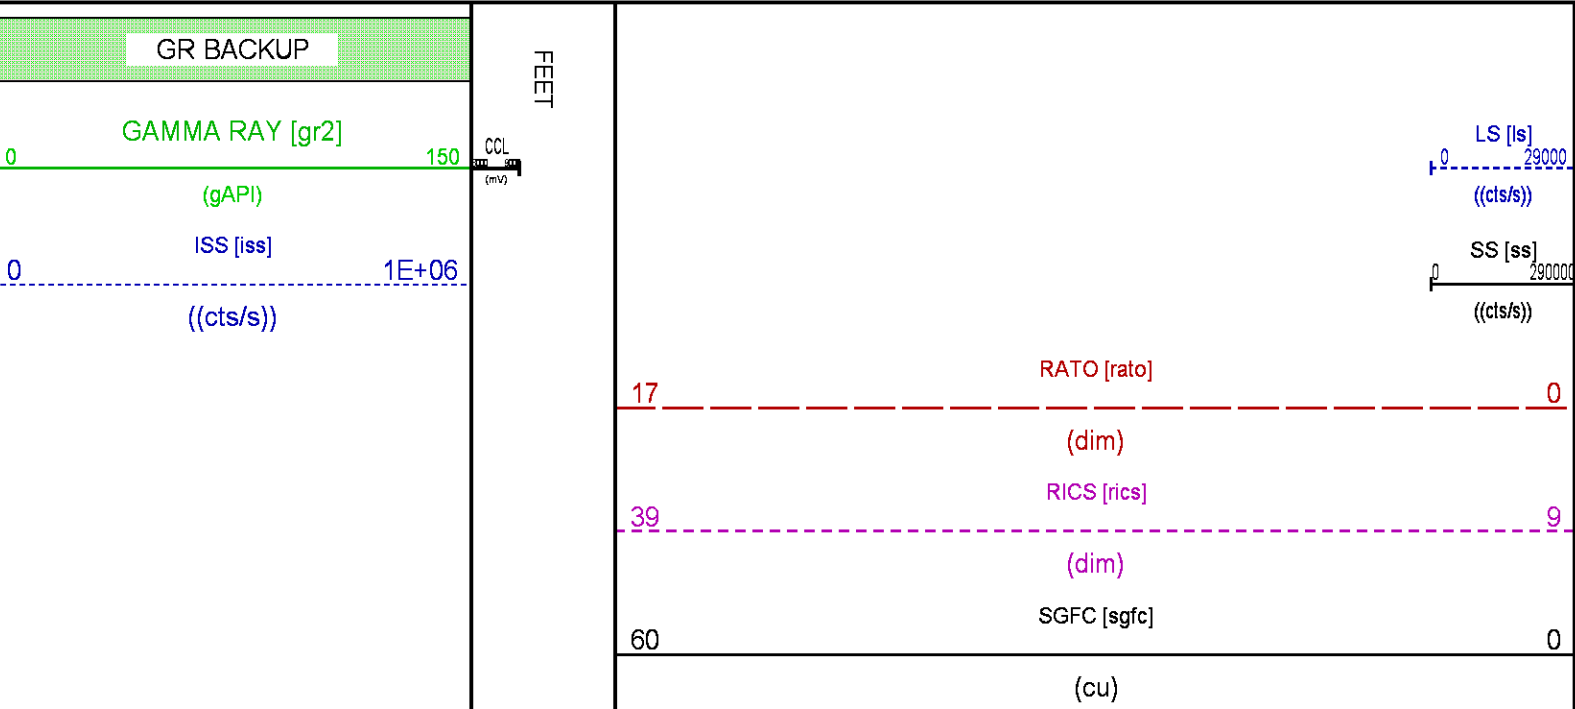 GR BACKUP
GAMMA RAY [gr2]
0 150
(gAPI)
ISS [iss]
0 1E+06
((cts/s))
FEET
CCL
(mV)
LS [ls]
0 29000
((cts/s))
SS [ss]
0 290000
((cts/s))
RATO [rato]
17 0
(dim)
RICS [rics]
39 9
(dim)
SGFC [sgfc]
60 0
(cu)